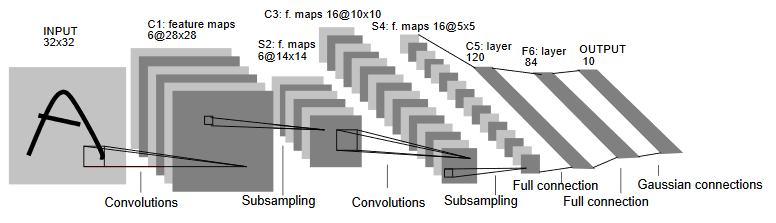 INPUT
32x32
C1: feature maps
6@28x28
S2: f. maps
6@14x14
C3: f. maps 16@10x10
S4: f. maps 16@5x5
C5: layer
120
F6: layer
84
OUTPUT
10
Convolutions
Subsampling
Convolutions
Subsampling
Full connection
Full connection
Gaussian connections
A